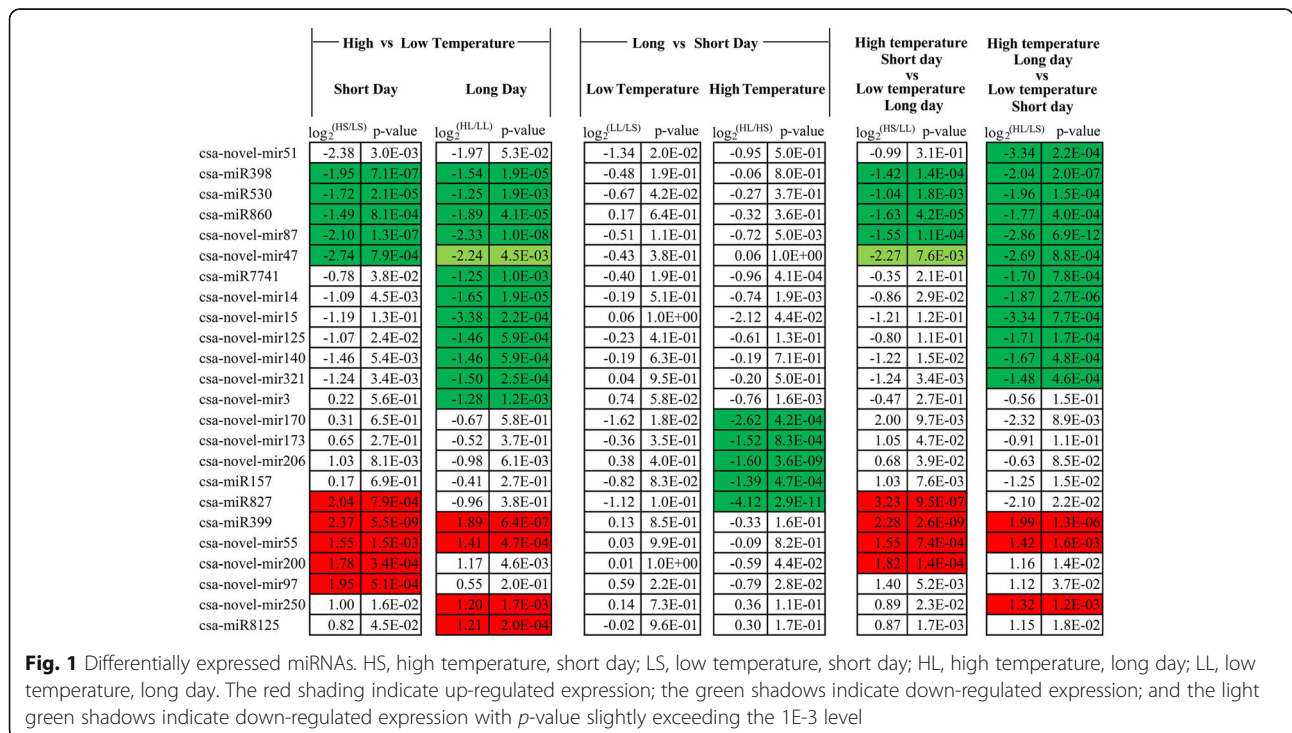 High vs Low Temperature Long vs Short Day High temperature Short day vs Low temperature Long day High temperature Long day vs Low temperature Short day
Short Day Long Day Low Temperature High Temperature
log2(HS/LS) p-value log2(HL/LL) p-value log2(LL/LS) p-value log2(HL/HS) p-value log2(HS/LL) p-value log2(HL/LS) p-value
csa-novel-mir51 -2.38 3.0E-03 -1.97 5.3E-02 -1.34 2.0E-02 -0.95 5.0E-01 -0.99 3.1E-01 -3.34 2.2E-04
csa-miR398 -1.95 7.1E-07 -1.54 1.9E-05 -0.48 1.9E-01 -0.06 8.0E-01 -1.42 1.4E-04 -2.04 2.0E-07
csa-miR530 -1.72 2.1E-05 -1.25 1.9E-03 -0.67 4.2E-02 -0.27 3.7E-01 -1.04 1.8E-03 -1.96 1.5E-04
csa-miR860 -1.49 8.1E-04 -1.89 4.1E-05 0.17 6.4E-01 -0.32 3.6E-01 -1.63 4.2E-05 -1.77 4.0E-04
csa-novel-mir87 -2.10 1.3E-07 -2.33 1.0E-08 -0.51 1.1E-01 -0.72 5.0E-03 -1.55 1.1E-04 -2.86 6.9E-12
csa-novel-mir47 -2.74 7.9E-04 -2.24 4.5E-03 -0.43 3.8E-01 0.06 1.0E+00 -2.27 7.6E-03 -2.69 8.8E-04
csa-miR7741 -0.78 3.8E-02 -1.25 1.0E-03 -0.40 1.9E-01 -0.96 4.1E-04 -0.35 2.1E-01 -1.70 7.8E-04
csa-novel-mir14 -1.09 4.5E-03 -1.65 1.9E-05 -0.19 5.1E-01 -0.74 1.9E-03 -0.86 2.9E-02 -1.87 2.7E-06
csa-novel-mir15 -1.19 1.3E-01 -3.38 2.2E-04 0.06 1.0E+00 -2.12 4.4E-02 -1.21 1.2E-01 -3.34 7.7E-04
csa-novel-mir125 -1.07 2.4E-02 -1.46 5.9E-04 -0.23 4.1E-01 -0.61 1.3E-01 -0.80 1.1E-01 -1.71 1.7E-04
csa-novel-mir140 -1.46 5.4E-03 -1.46 5.9E-04 -0.19 6.3E-01 -0.19 7.1E-01 -1.22 1.5E-02 -1.67 4.8E-04
csa-novel-mir321 -1.24 3.4E-03 -1.50 2.5E-04 0.04 9.5E-01 -0.20 5.0E-01 -1.24 3.4E-03 -1.48 4.6E-04
csa-novel-mir3 0.22 5.6E-01 -1.28 1.2E-03 0.74 5.8E-02 -0.76 1.6E-03 -0.47 2.7E-01 -0.56 1.5E-01
csa-novel-mir170 0.31 6.5E-01 -0.67 5.8E-01 -1.62 1.8E-02 -2.62 4.2E-04 2.00 9.7E-03 -2.32 8.9E-03
csa-novel-mir173 0.65 2.7E-01 -0.52 3.7E-01 -0.36 3.5E-01 -1.52 8.3E-04 1.05 4.7E-02 -0.91 1.1E-01
csa-novel-mir206 1.03 8.1E-03 -0.98 6.1E-03 0.38 4.0E-01 -1.60 3.6E-09 0.68 3.9E-02 -0.63 8.5E-02
csa-miR157 0.17 6.9E-01 -0.41 2.7E-01 -0.82 8.3E-02 -1.39 4.7E-04 1.03 7.6E-03 -1.25 1.5E-02
csa-miR827 2.04 7.9E-04 -0.96 3.8E-01 -1.12 1.0E-01 -4.12 2.9E-11 3.23 9.5E-07 -2.10 2.2E-02
csa-miR399 2.37 5.5E-09 1.89 6.4E-07 0.13 8.5E-01 -0.33 1.6E-01 2.28 2.6E-09 1.99 1.3E-06
csa-novel-mir55 1.55 1.5E-03 1.41 4.7E-04 0.03 9.9E-01 -0.09 8.2E-01 1.55 7.4E-04 1.42 1.6E-03
csa-novel-mir200 1.78 3.4E-04 1.17 4.6E-03 0.01 1.0E+00 -0.59 4.4E-02 1.82 1.4E-04 1.16 1.4E-02
csa-novel-mir97 1.95 5.1E-04 0.55 2.0E-01 0.59 2.2E-01 -0.79 2.8E-02 1.40 5.2E-03 1.12 3.7E-02
csa-novel-mir250 1.00 1.6E-02 1.20 1.7E-03 0.14 7.3E-01 0.36 1.1E-01 0.89 2.3E-02 1.32 1.2E-03
csa-miR8125 0.82 4.5E-02 1.21 2.0E-04 -0.02 9.6E-01 0.30 1.7E-01 0.87 1.7E-03 1.15 1.8E-02
Fig. 1 Differentially expressed miRNAs. HS, high temperature, short day; LS, low temperature, short day; HL, high temperature, long day; LL, low
temperature, long day. The red shading indicate up-regulated expression; the green shadows indicate down-regulated expression; and the light
green shadows indicate down-regulated expression with p-value slightly exceeding the 1E-3 level